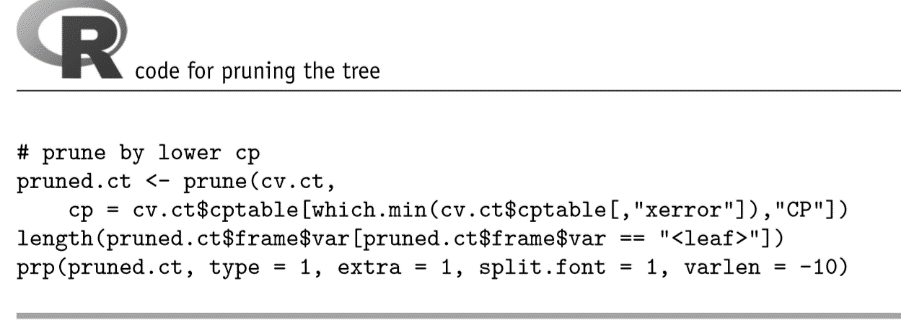 R
code for pruning the tree
# prune by lower cp
pruned.ct <- prune(cv.ct,
    cp = cv.ct$cptable[which.min(cv.ct$cptable[,"xerror"]),"CP"])
length(pruned.ct$frame$var[pruned.ct$frame$var == "<leaf>"])
prp(pruned.ct, type = 1, extra = 1, split.font = 1, varlen = -10)